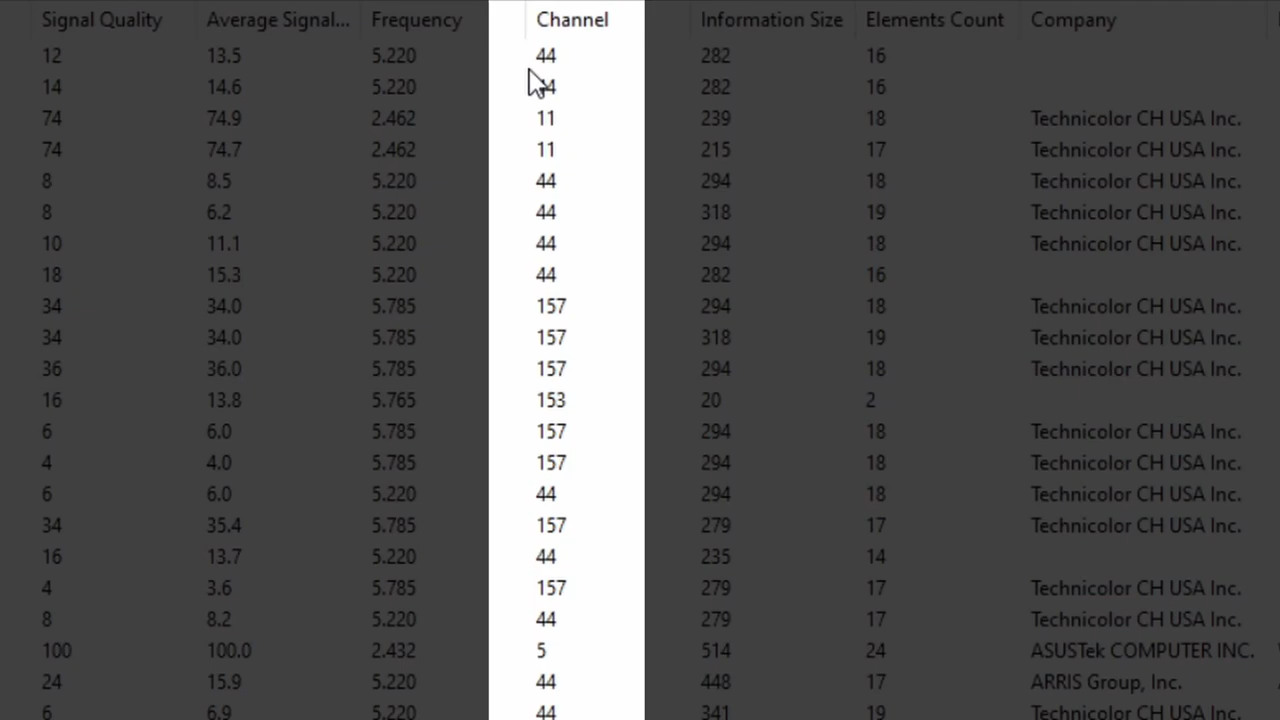 Signal Quality Average Signal... Frequency Channel Information Size Elements Count Company
12 13.5 5.220 44 282 16
14 14.6 5.220 282 16
74 74.9 2.462 11 239 18 Technicolor CH USA Inc.
74 74.7 2.462 11 215 17 Technicolor CH USA Inc.
8 8.5 5.220 44 294 18 Technicolor CH USA Inc.
8 6.2 5.220 44 318 19 Technicolor CH USA Inc.
10 11.1 5.220 44 294 18 Technicolor CH USA Inc.
18 15.3 5.220 44 282 16
34 34.0 5.785 157 294 18 Technicolor CH USA Inc.
34 34.0 5.785 157 318 19 Technicolor CH USA Inc.
36 36.0 5.785 157 294 18 Technicolor CH USA Inc.
16 13.8 5.765 153 20 2
6 6.0 5.785 157 294 18 Technicolor CH USA Inc.
4 4.0 5.785 157 294 18 Technicolor CH USA Inc.
6 6.0 5.220 44 294 18 Technicolor CH USA Inc.
34 35.4 5.785 157 279 17 Technicolor CH USA Inc.
16 13.7 5.220 44 235 14
4 3.6 5.785 157 279 17 Technicolor CH USA Inc.
8 8.2 5.220 44 279 17 Technicolor CH USA Inc.
100 100.0 2.432 5 514 24 ASUSTek COMPUTER INC.
24 15.9 5.220 44 448 17 ARRIS Group, Inc.
6 6.9 5.220 44 341 19 Technicolor CH USA Inc.